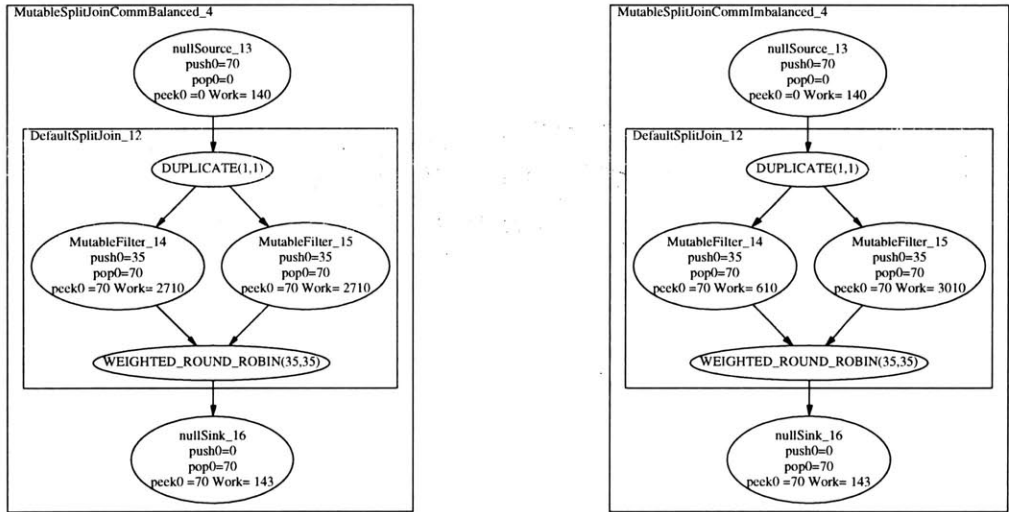 MutableSplitJoinCommBalanced_4
nullSource_13
push0=70
pop0=0
peek0 =0 Work= 140
DefaultSplitJoin_12
DUPLICATE(1,1)
MutableFilter_14
push0=35
pop0=70
peek0 =70 Work= 2710
MutableFilter_15
push0=35
pop0=70
peek0 =70 Work= 2710
WEIGHTED_ROUND_ROBIN(35,35)
nullSink_16
push0=0
pop0=70
peek0 =70 Work= 143
MutableSplitJoinCommImbalanced_4
nullSource_13
push0=70
pop0=0
peek0 =0 Work= 140
DefaultSplitJoin_12
DUPLICATE(1,1)
MutableFilter_14
push0=35
pop0=70
peek0 =70 Work= 610
MutableFilter_15
push0=35
pop0=70
peek0 =70 Work= 3010
WEIGHTED_ROUND_ROBIN(35,35)
nullSink_16
push0=0
pop0=70
peek0 =70 Work= 143